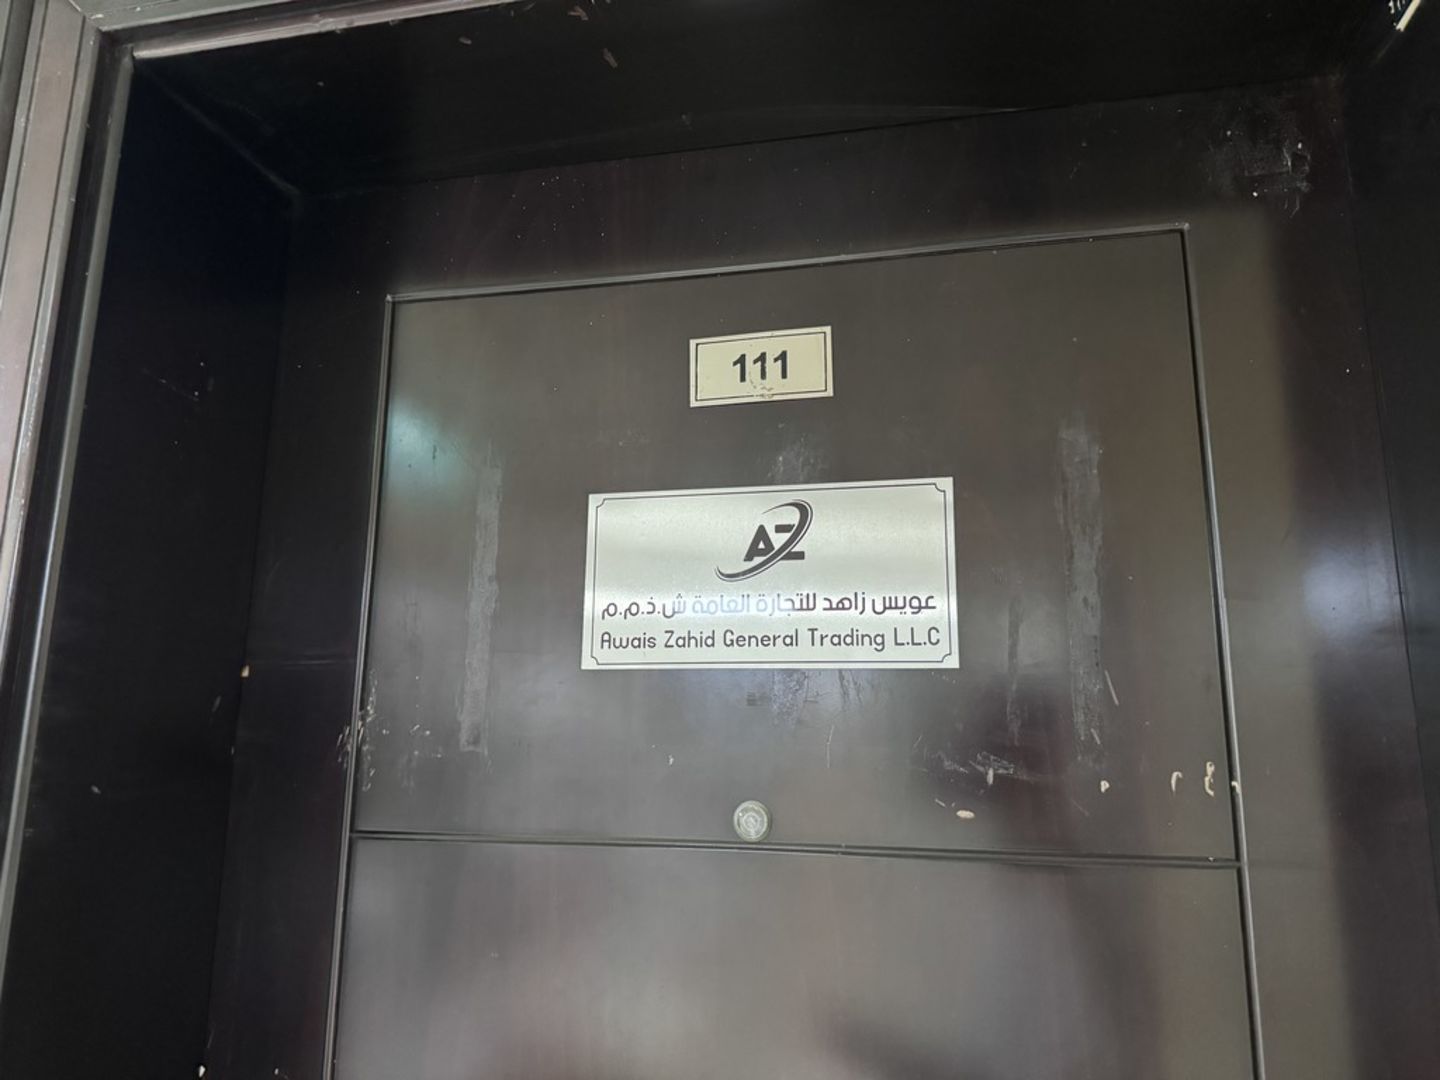 111
AZ
عويس زاهد للتجارة العامة ش.ذ.م.م
Awais Zahid General Trading L.L.C